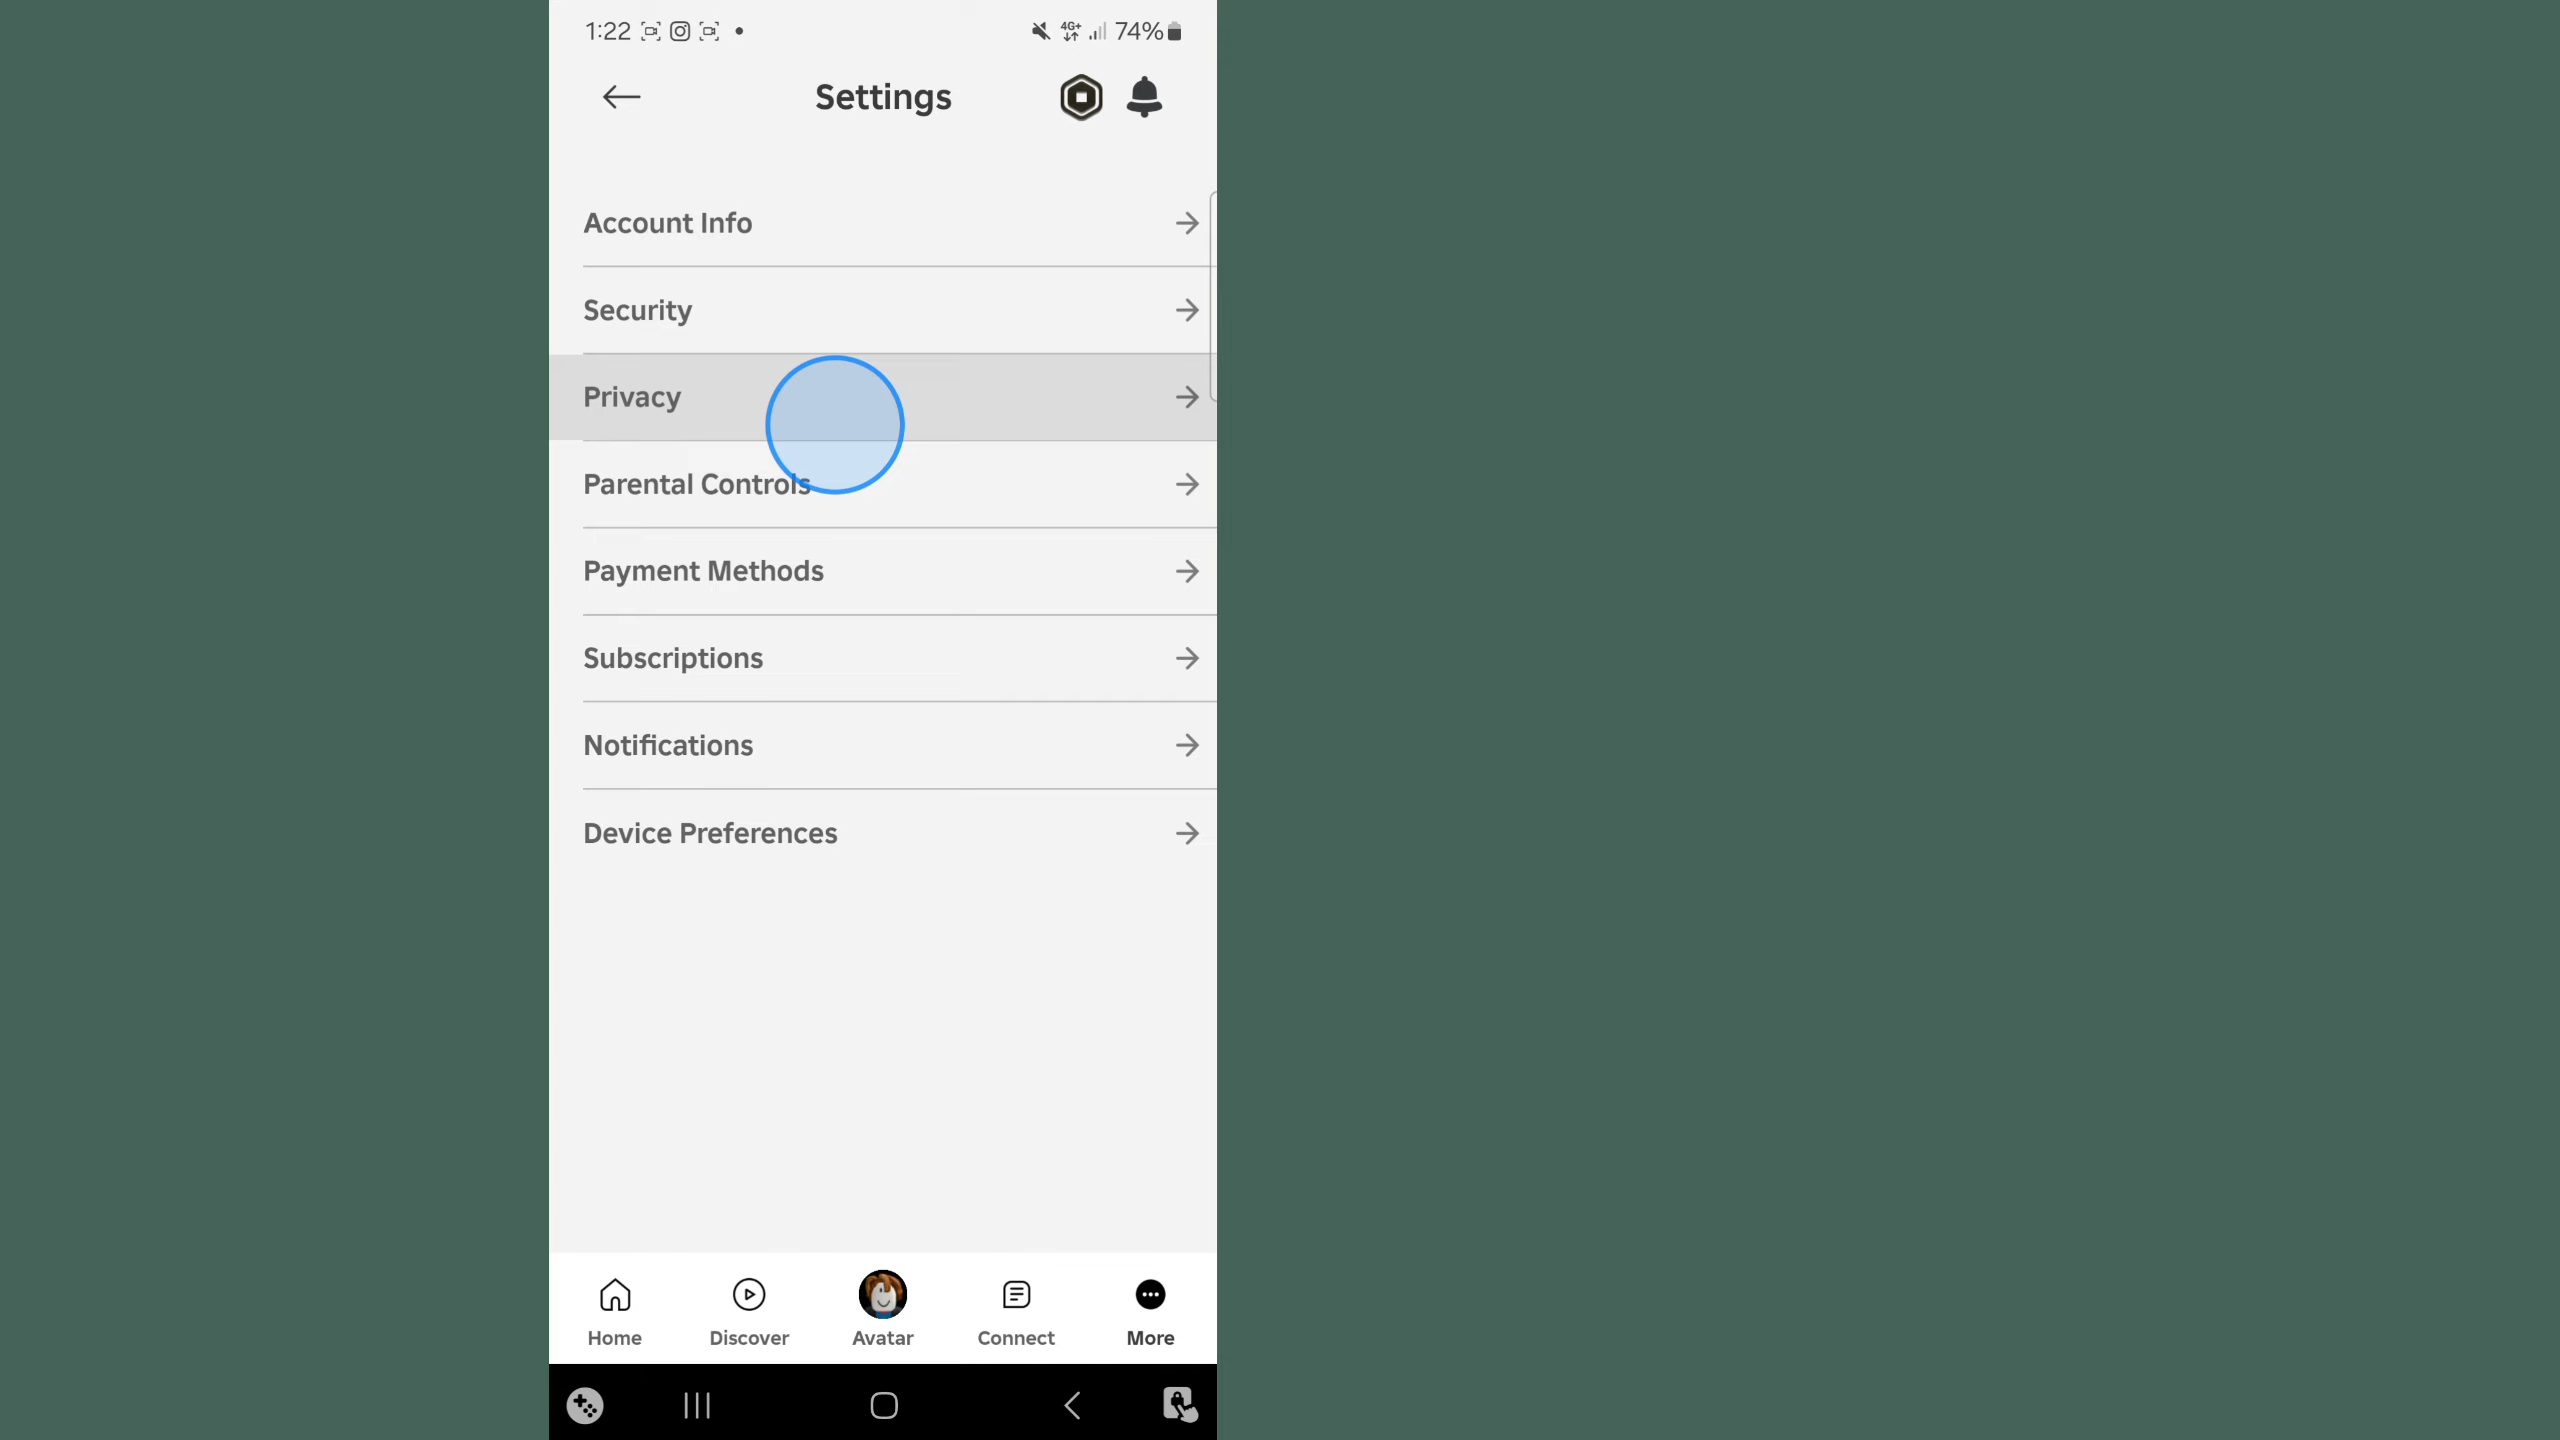 1:22
4G+
74%
Settings
Account Info
Security
Privacy
Parental Controls
Payment Methods
Subscriptions
Notifications
Device Preferences
Home
Discover
Avatar
Connect
More